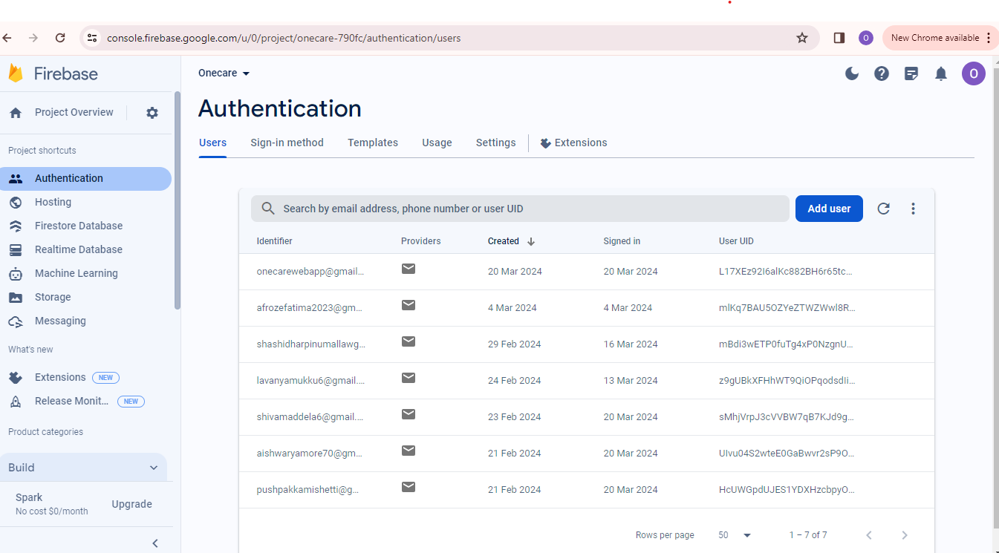 console.firebase.google.com/u/0/project/onecare-790fc/authentication/users
O
New Chrome available
Firebase
Onecare
O
Project Overview
Authentication
Users Sign-in method Templates Usage Settings Extensions
Project shortcuts
Authentication
Hosting
Firestore Database
Realtime Database
Machine Learning
Storage
Messaging
What's new
Extensions NEW
Release Monit... NEW
Product categories
Build
Spark
No cost $0/month
Upgrade
Search by email address, phone number or user UID
Add user
Identifier Providers Created Signed in User UID
onecarewebapp@gmail... 20 Mar 2024 20 Mar 2024 L17XEz92I6alKc882BH6r65tc...
afrozefatima2023@gm... 4 Mar 2024 4 Mar 2024 mlKq7BAU5OZYeZTWZWwl8R...
shashidharpinumallawg... 29 Feb 2024 16 Mar 2024 mBdi3wETP0fuTg4xP0NzgnU...
lavanyamukku6@gmail.... 24 Feb 2024 13 Mar 2024 z9gUBkXFHhWT9QiOPqodsdIi...
shivamaddela6@gmail.... 23 Feb 2024 20 Mar 2024 sMhjVrpJ3cVVBW7qB7KJd9g...
aishwaryamore70@gm... 21 Feb 2024 20 Mar 2024 UIvu04S2wteE0GaBwvr2sP9O...
pushpakkamishetti@g... 21 Feb 2024 20 Mar 2024 HcUWGpdUJES1YDXHzcbpyO...
Rows per page 50 1 – 7 of 7